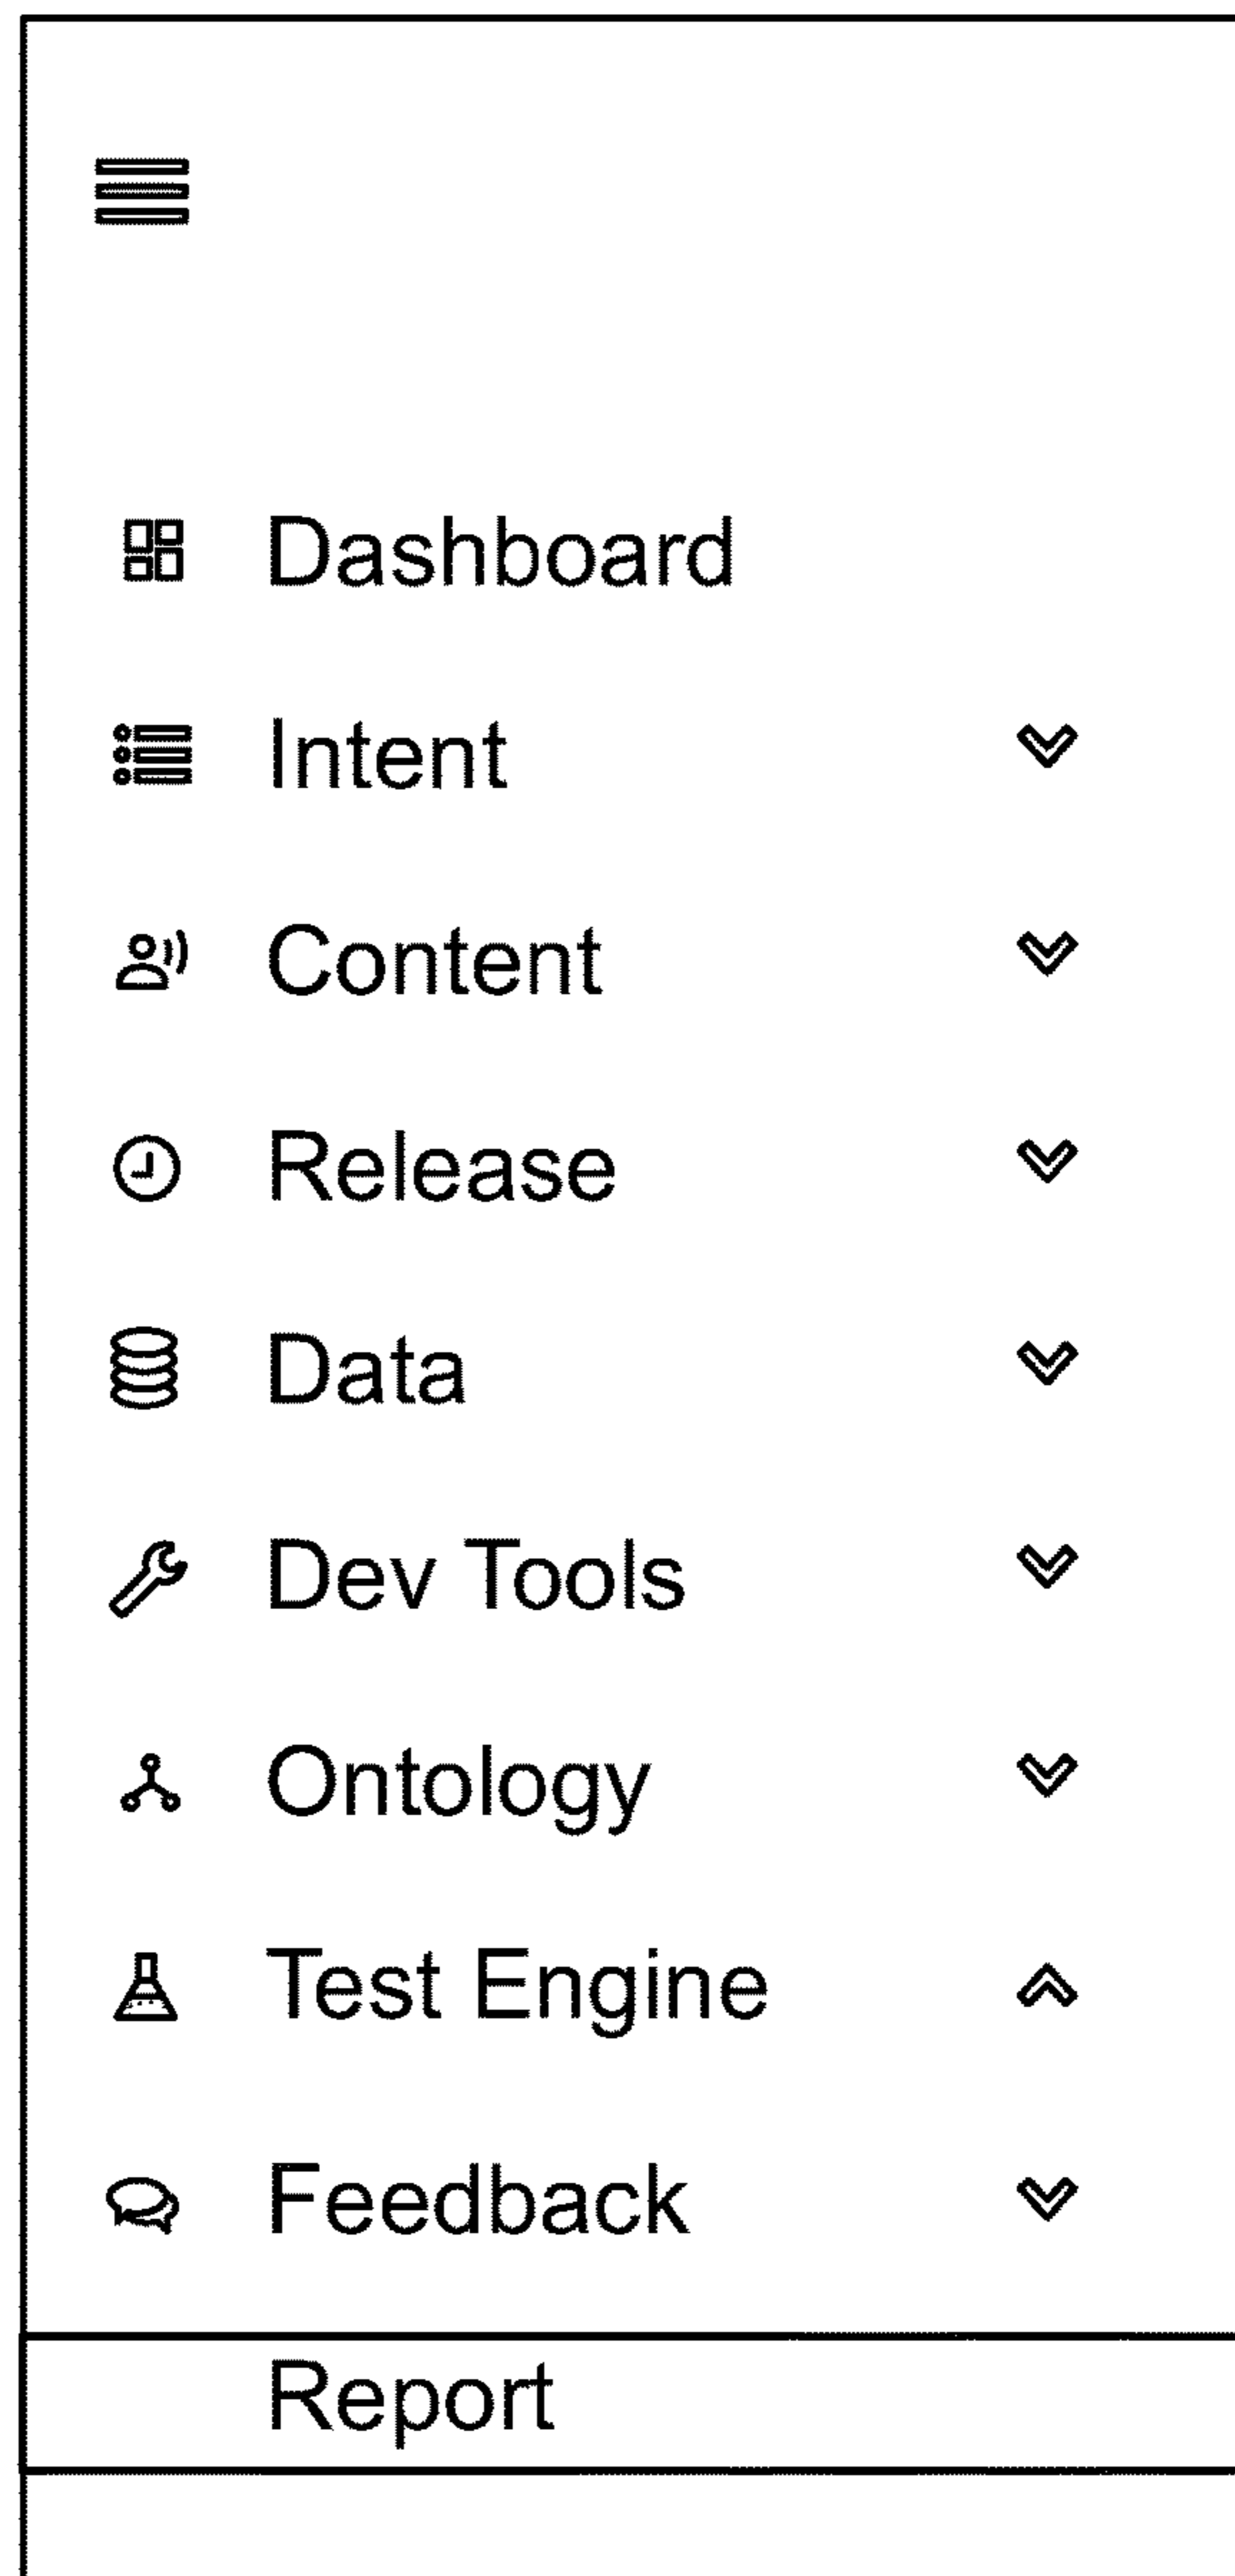 Dashboard
Intent
Content
Release
Data
Dev Tools
Ontology
Test Engine
Feedback
Report